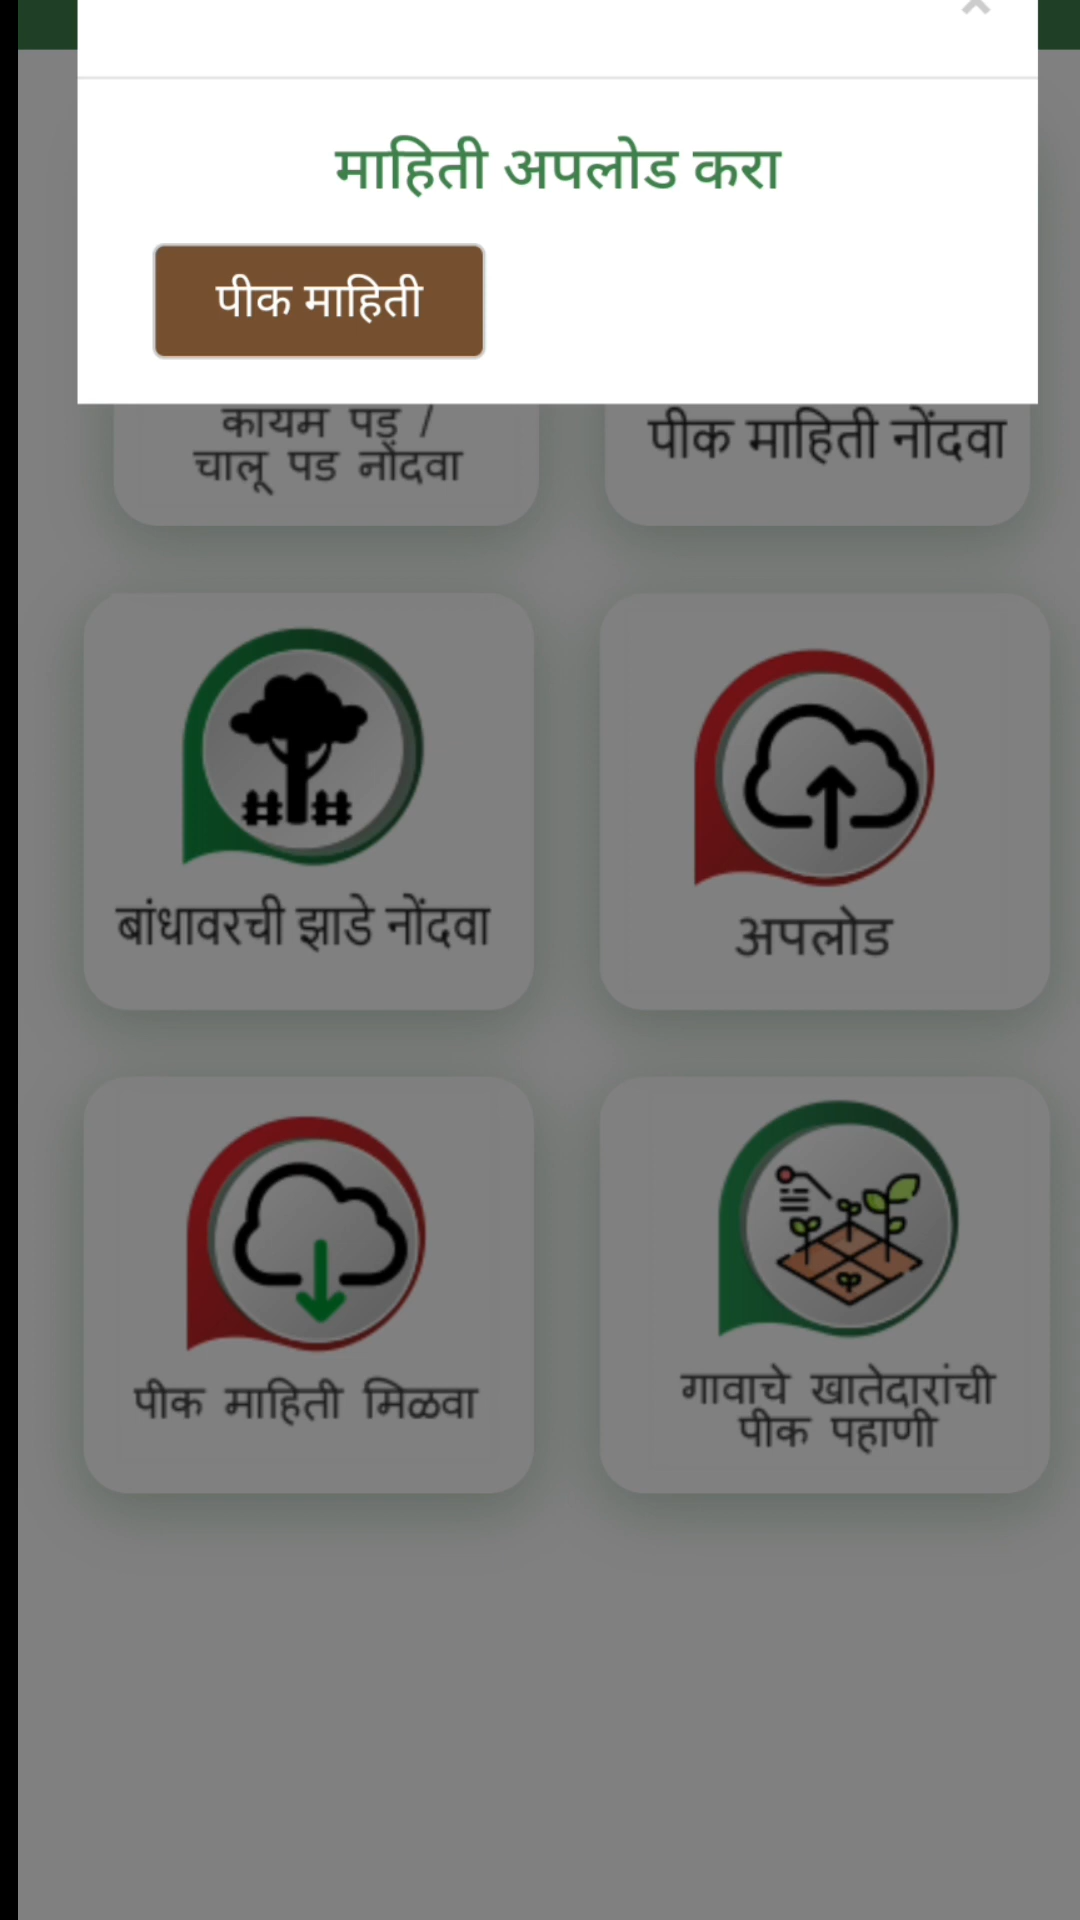 माहिती अपलोड करा
पीक माहिती
कायम पड /
चालू पड नोंदवा
पीक माहिती नोंदवा
बांधावरची झाडे नोंदवा
अपलोड
पीक माहिती मिळवा
गावाचे खातेदारांची
पीक पहाणी